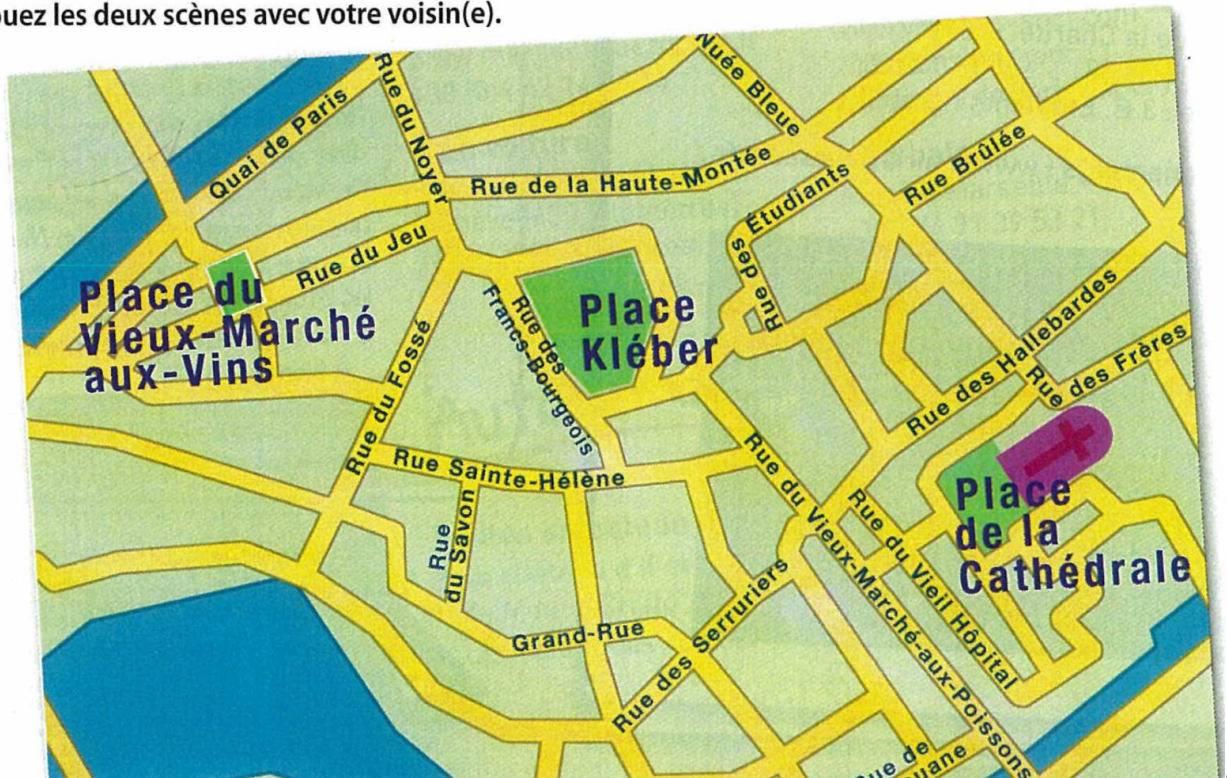 ouez les deux scènes avec votre voisin(e).
Nuée Bleue
Rue du Noyer
Quai de Paris
Rue Brûlée
Rue de la Haute-Montée
Rue des Étudiants
Rue du Jeu
Place du
Vieux-Marché
aux-Vins
Place
Kléber
Rue des
Francs-Bourgeois
Rue du Fossé
Rue des Hallebardes
Rue des Frères
Rue Sainte-Hélène
Rue
du Savon
Rue du Vieux-Marché-aux-Poissons
Rue du Vieil Hôpital
Place
de la
Cathédrale
Grand-Rue
Rue des Serruriers
ue de
ouane